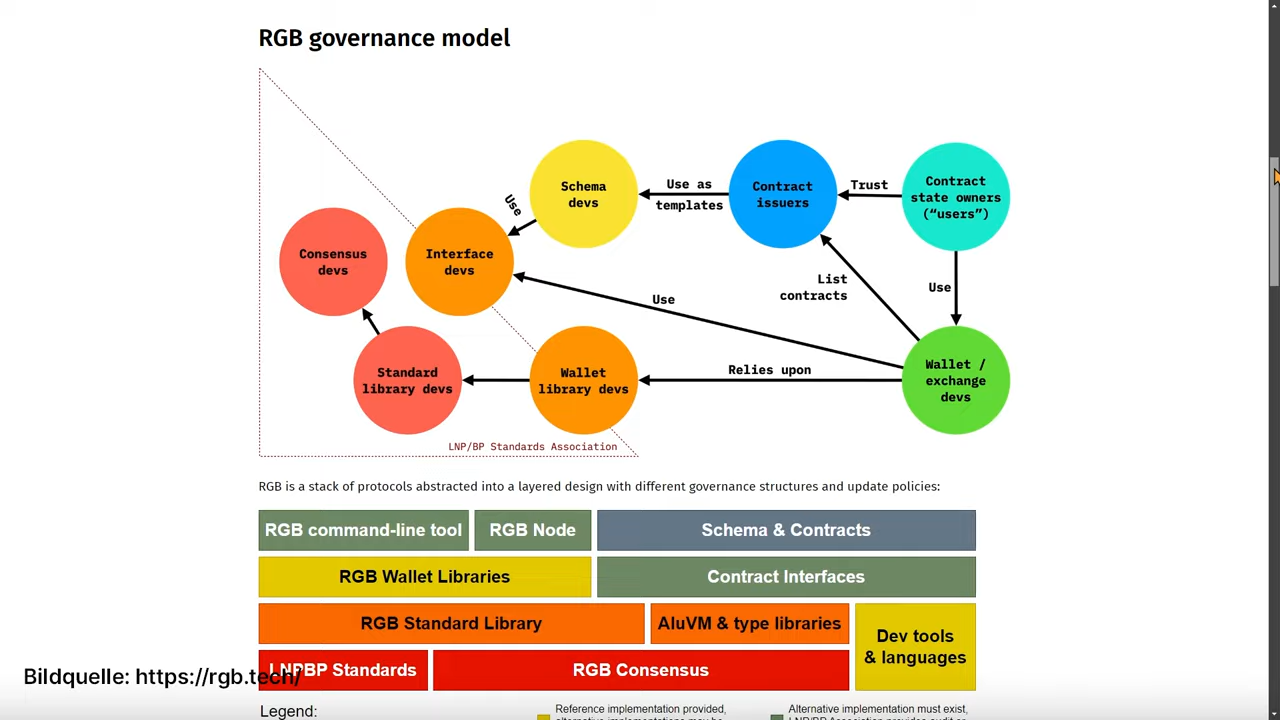 RGB governance model
Schema
devs
Use as
templates
Contract
issuers
Trust
Contract
state owners
(“users”)
Use
Consensus
devs
Interface
devs
List
contracts
Use
Use
Standard
library devs
Wallet
library devs
Relies upon
Wallet /
exchange
devs
LNP/BP Standards Association
RGB is a stack of protocols abstracted into a layered design with different governance structures and update policies:
RGB command-line tool
RGB Node
Schema & Contracts
RGB Wallet Libraries
Contract Interfaces
RGB Standard Library
AluVM & type libraries
Dev tools
& languages
LNPBP Standards
RGB Consensus
Bildquelle: https://rgb.tech/
Legend:
Reference implementation provided,
Alternative implementation must exist,